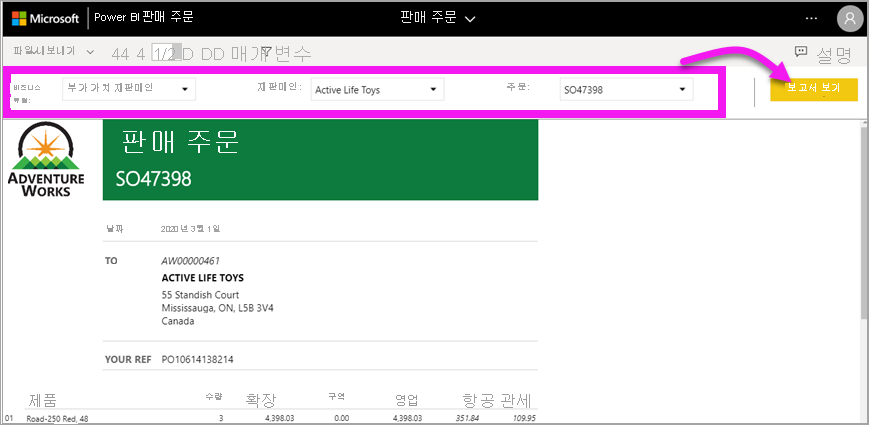 Microsoft Power BI 판매 주문 판매 주문 ...
파일 내보내기 44 4 1/2 D DD 매개 변수 설명
비즈니스 유형: 부가 가치 재판매인 재판매인: Active Life Toys 주문: SO47398 보고서 보기
ADVENTURE WORKS
판매 주문
SO47398
날짜 2020년 3월 1일
TO AW00000461
ACTIVE LIFE TOYS
55 Standish Court
Mississauga, ON, L5B 3V4
Canada
YOUR REF PO10614138214
제품 수량 확장 구역 영업 항공 관세
01 Road-250 Red, 48 3 4,398.03 0.00 4,398.03 351.84 109.95